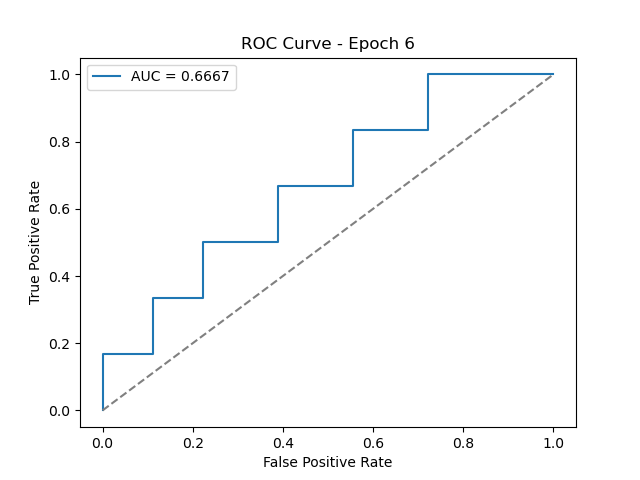 ROC Curve - Epoch 6
AUC = 0.6667
True Positive Rate
1.0
0.8
0.6
0.4
0.2
0.0
0.0 0.2 0.4 0.6 0.8 1.0
False Positive Rate